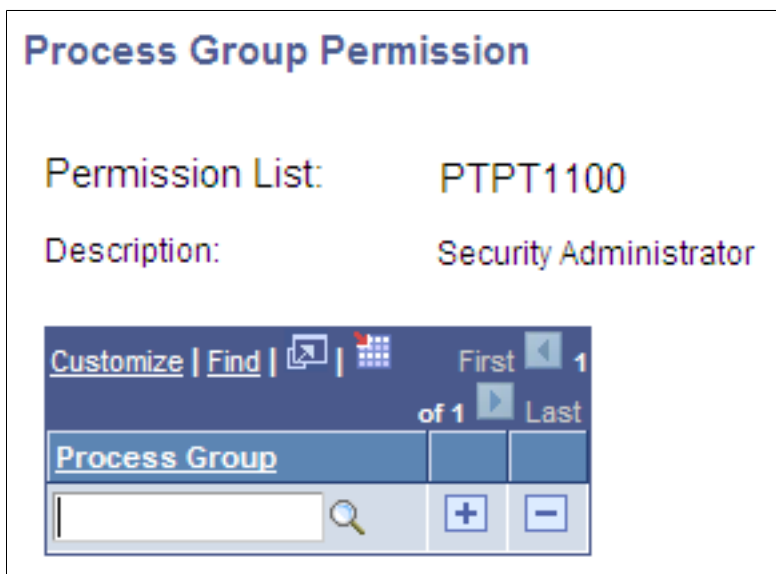 Process Group Permission
Permission List: PTPT1100
Description: Security Administrator
Customize | Find | | First 1
of 1 Last
Process Group